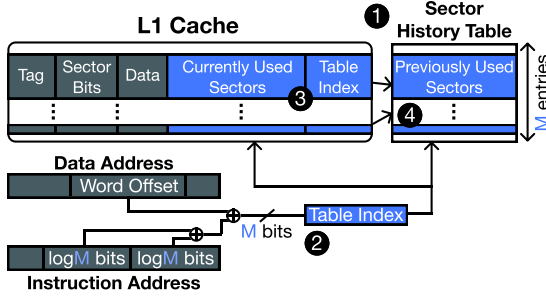 L1 Cache
1
Sector
History Table
Tag
Sector
Bits
Data
Currently Used
Sectors
Table
Index
3
Previously Used
Sectors
4
M entries
Data Address
Word Offset
M bits
Table Index
2
logM bits
logM bits
Instruction Address